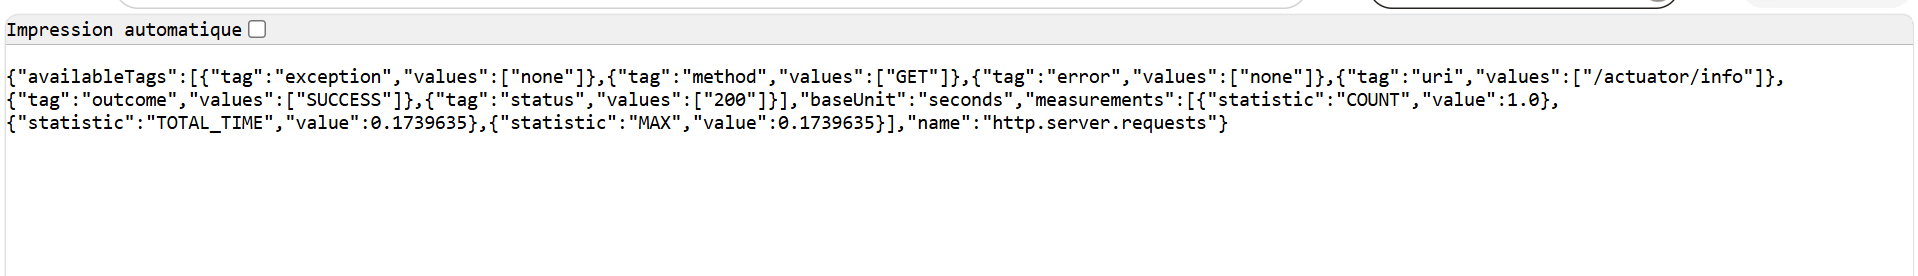 Impression automatique
{"availableTags":[{"tag":"exception","values":["none"]},{"tag":"method","values":["GET"]},{"tag":"error","values":["none"]},{"tag":"uri","values":["/actuator/info"]},
{"tag":"outcome","values":["SUCCESS"]},{"tag":"status","values":["200"]}],"baseUnit":"seconds","measurements":[{"statistic":"COUNT","value":1.0},
{"statistic":"TOTAL_TIME","value":0.1739635},{"statistic":"MAX","value":0.1739635}],"name":"http.server.requests"}